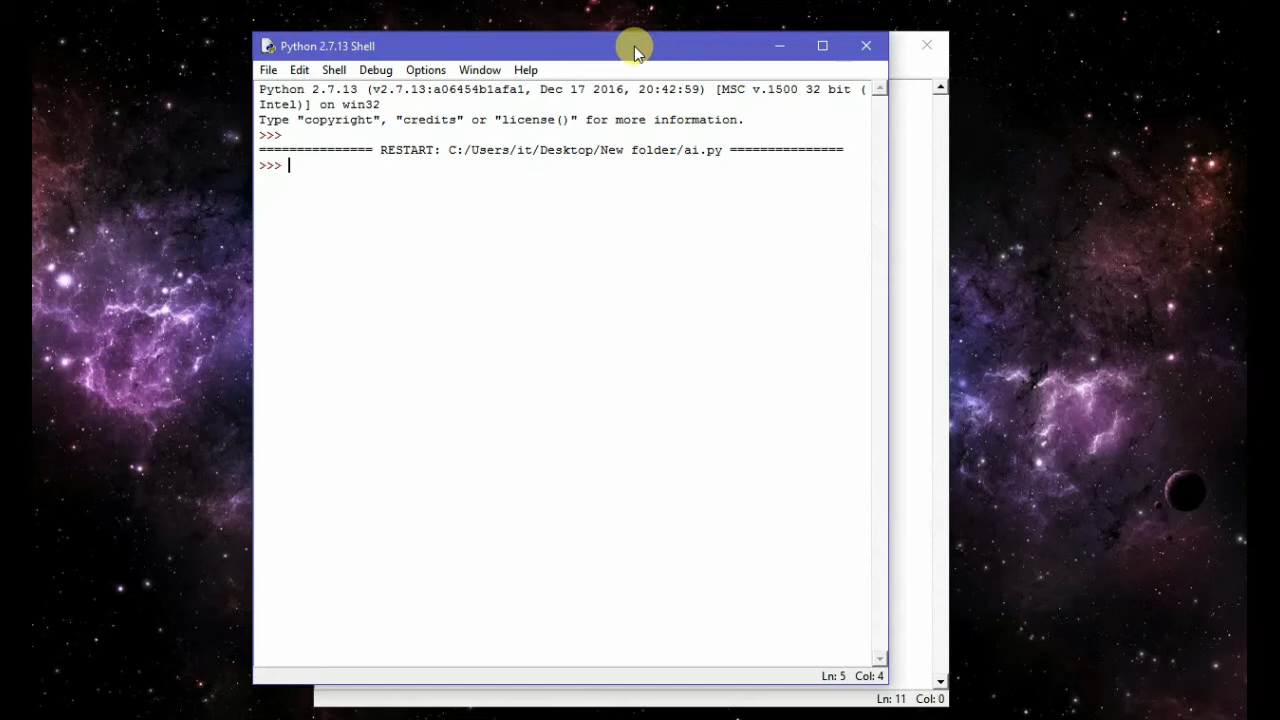 Python 2.7.13 Shell
File Edit Shell Debug Options Window Help
Python 2.7.13 (v2.7.13:a06454b1afa1, Dec 17 2016, 20:42:59) [MSC v.1500 32 bit (
Intel)] on win32
Type "copyright", "credits" or "license()" for more information.
>>>
=============== RESTART: C:/Users/it/Desktop/New folder/ai.py ===============
>>>
Ln: 5 Col: 4
Ln: 11 Col: 0